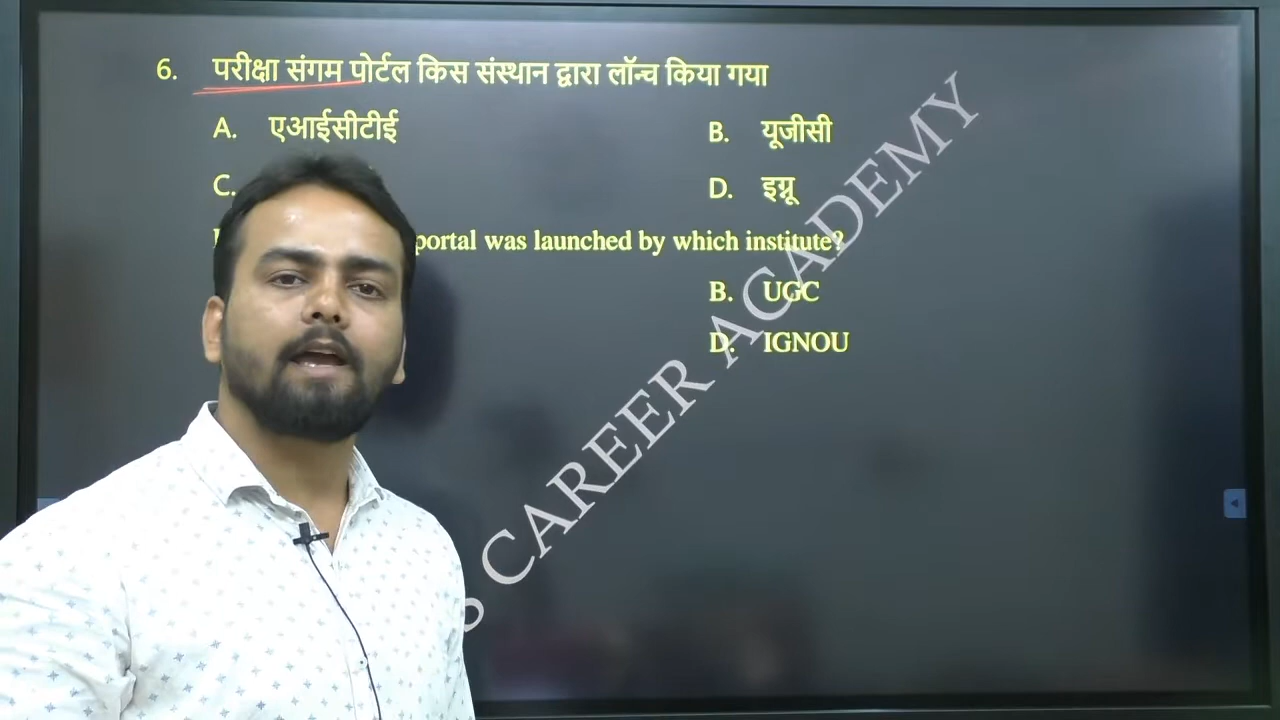 6. परीक्षा संगम पोर्टल किस संस्थान द्वारा लॉन्च किया गया
A. एआईसीटीई B. यूजीसी
C. D. इग्नू
portal was launched by which institute?
B. UGC
D. IGNOU
CAREER ACADEMY